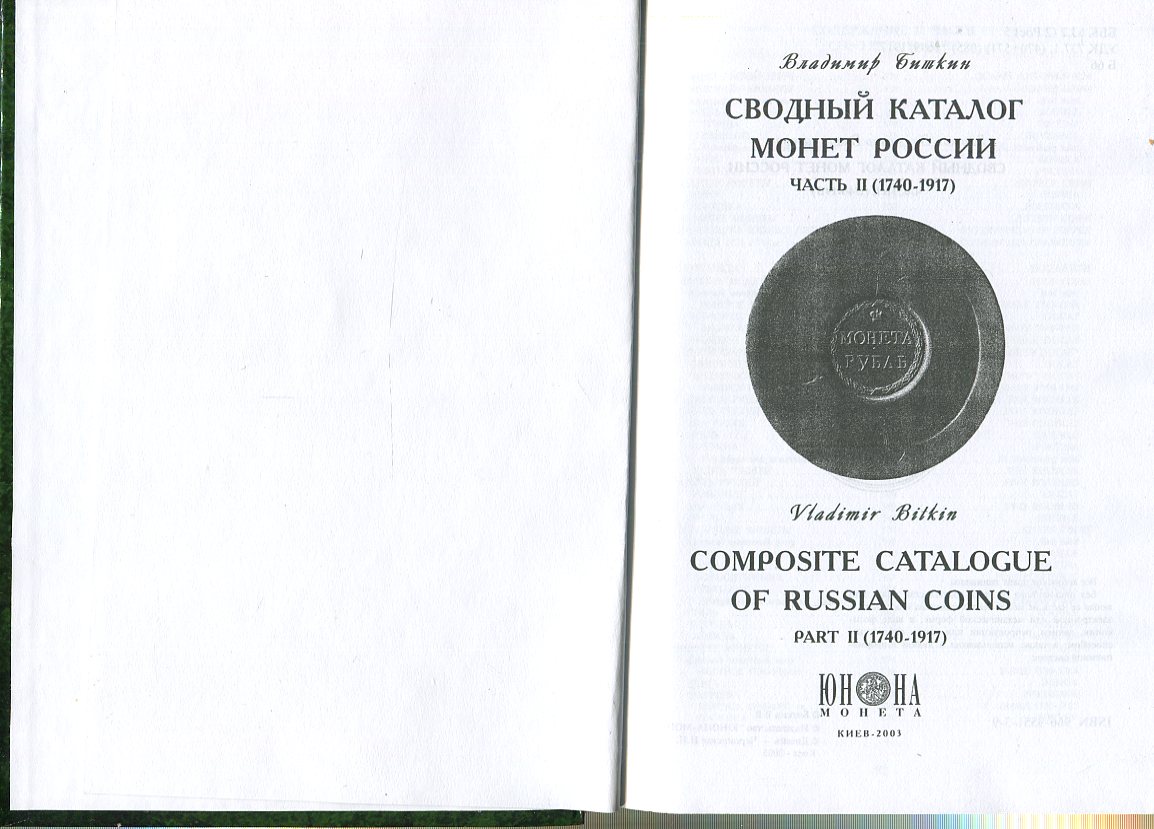 Владимир Биткин
СВОДНЫЙ КАТАЛОГ
МОНЕТ РОССИИ
ЧАСТЬ II (1740-1917)
МОНЕТА
РУБЛЬ
Vladimir Bitkin
COMPOSITE CATALOGUE
OF RUSSIAN COINS
PART II (1740-1917)
ЮНОНА
МОНЕТА
КИЕВ-2003